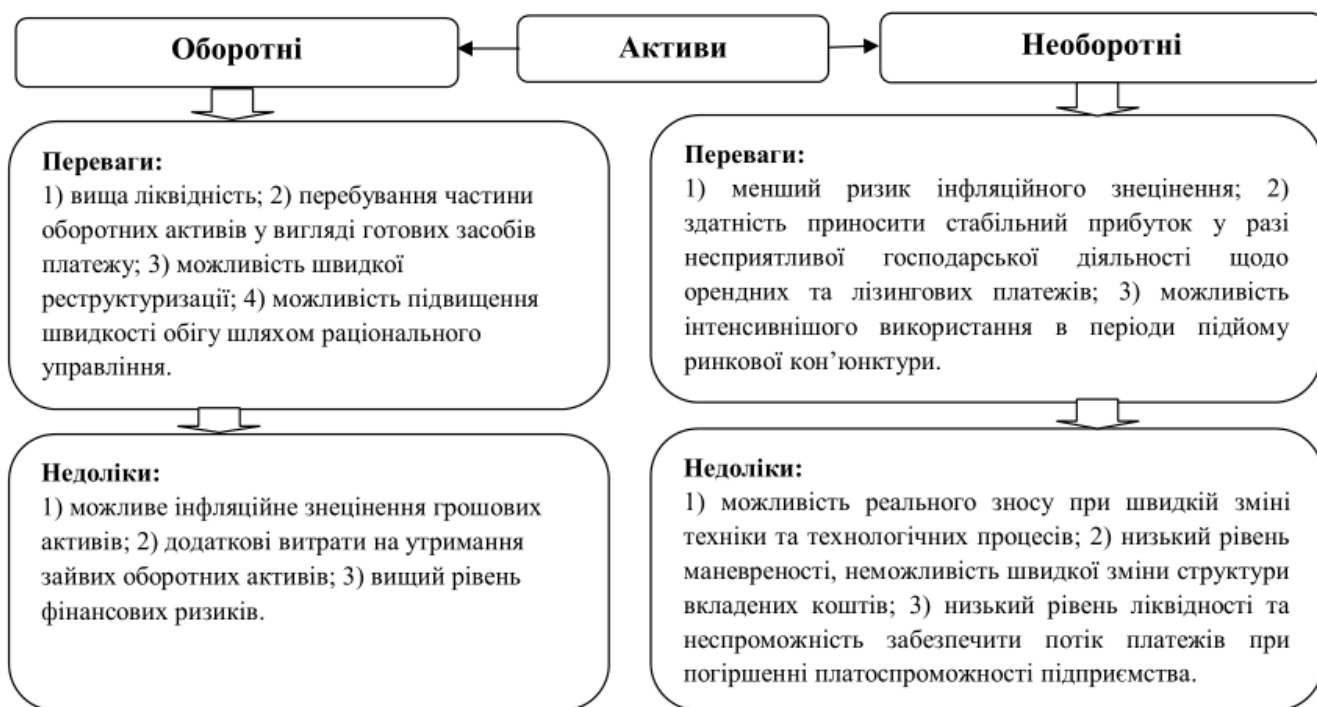 Оборотні
Активи
Необоротні
Переваги:
1) вища ліквідність; 2) перебування частини
оборотних активів у вигляді готових засобів
платежу; 3) можливість швидкої
реструктуризації; 4) можливість підвищення
швидкості обігу шляхом раціонального
управління.
Переваги:
1) менший ризик інфляційного знецінення; 2)
здатність приносити стабільний прибуток у разі
несприятливої господарської діяльності щодо
орендних та лізингових платежів; 3) можливість
інтенсивнішого використання в періоди підйому
ринкової кон’юнктури.
Недоліки:
1) можливе інфляційне знецінення грошових
активів; 2) додаткові витрати на утримання
зайвих оборотних активів; 3) вищий рівень
фінансових ризиків.
Недоліки:
1) можливість реального зносу при швидкій зміні
техніки та технологічних процесів; 2) низький рівень
маневреності, неможливість швидкої зміни структури
вкладених коштів; 3) низький рівень ліквідності та
неспроможність забезпечити потік платежів при
погіршенні платоспроможності підприємства.